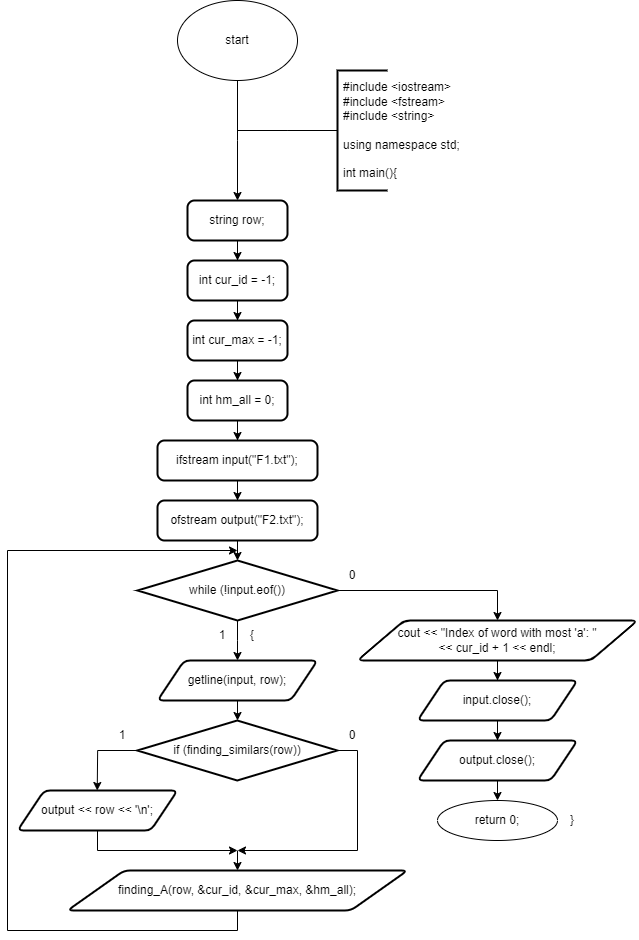 start
#include <iostream>
#include <fstream>
#include <string>
using namespace std;
int main(){
string row;
int cur_id = -1;
int cur_max = -1;
int hm_all = 0;
ifstream input("F1.txt");
ofstream output("F2.txt");
while (!input.eof())
0
1 {
cout << "Index of word with most 'a': "
<< cur_id + 1 << endl;
getline(input, row);
input.close();
if (finding_similars(row))
1
0
output.close();
output << row << '\n';
return 0;
}
finding_A(row, &cur_id, &cur_max, &hm_all);